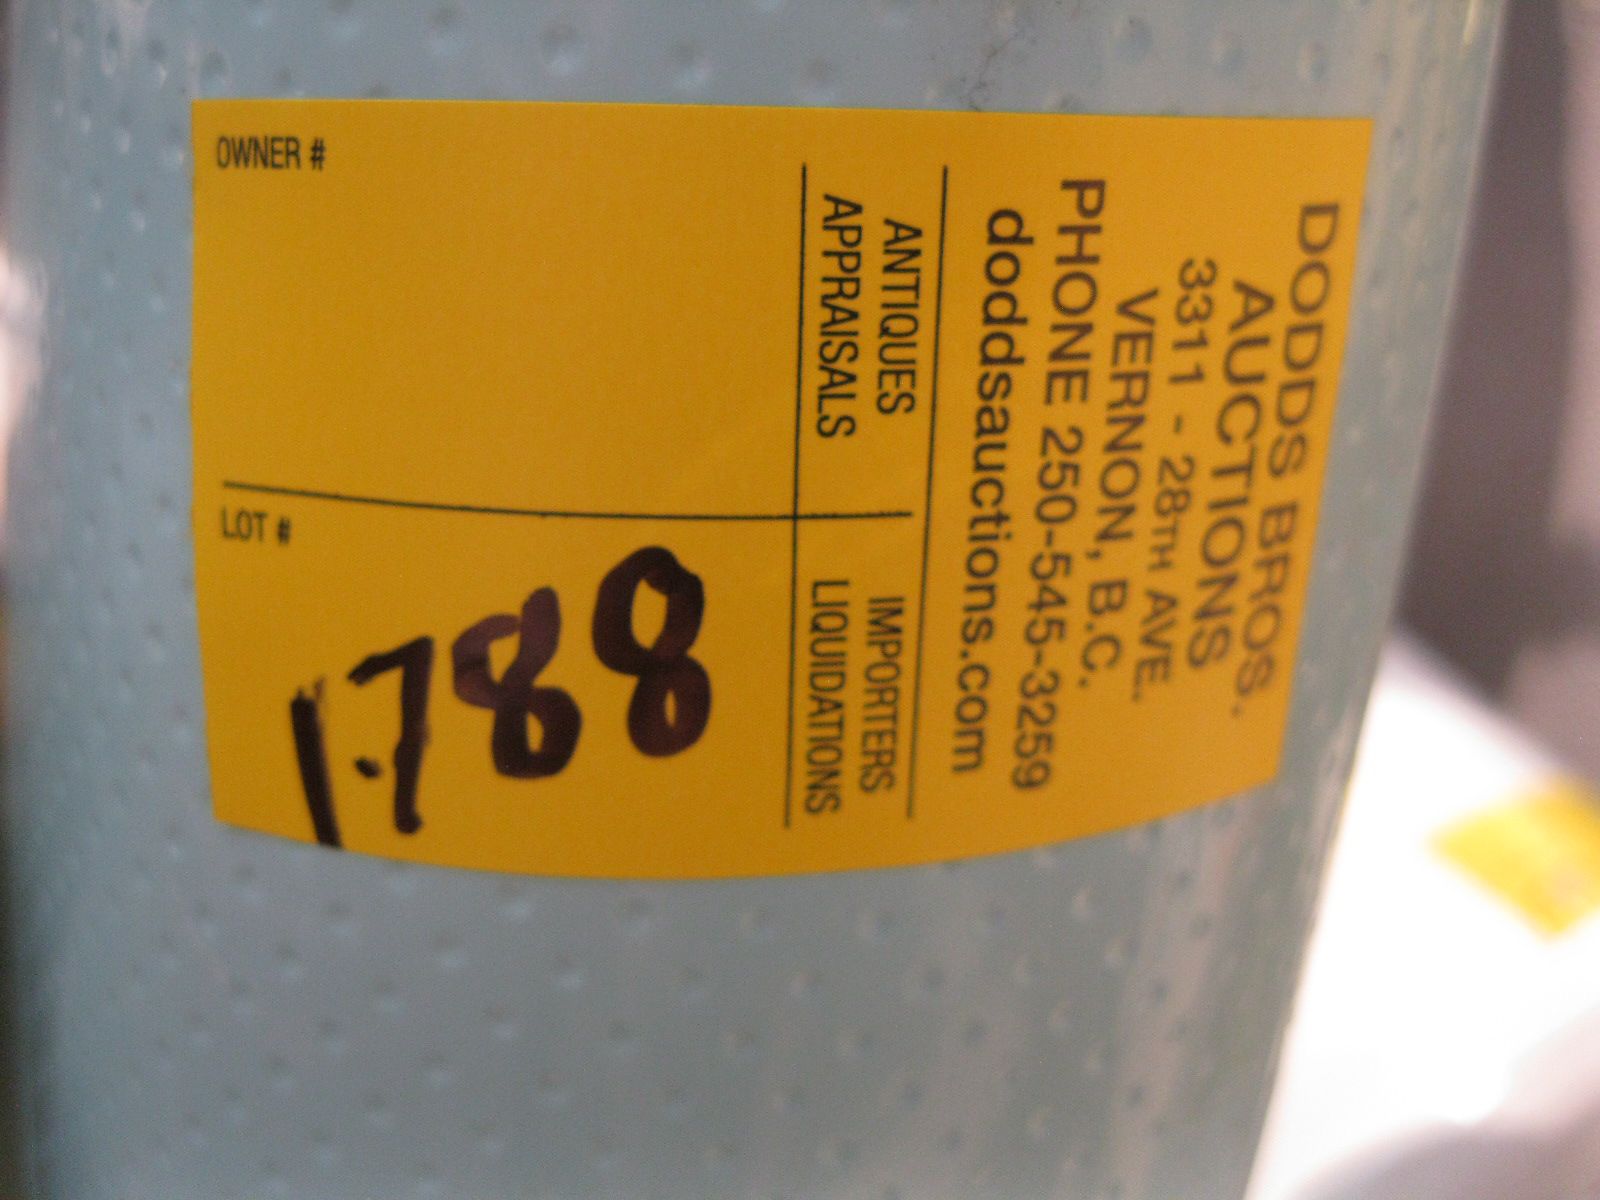 DODDS BROS.
AUCTIONS
3311 - 28TH AVE.
VERNON, B.C.
PHONE 250-545-3259
doddsauctions.com
ANTIQUES
APPRAISALS
IMPORTERS
LIQUIDATIONS
OWNER #
LOT #
1788